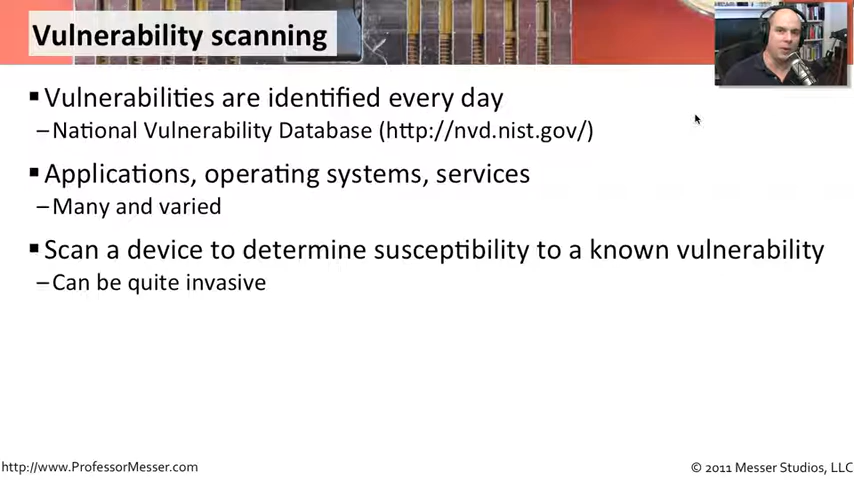 Vulnerability scanning
▪Vulnerabilities are identified every day
–National Vulnerability Database (http://nvd.nist.gov/)
▪Applications, operating systems, services
–Many and varied
▪Scan a device to determine susceptibility to a known vulnerability
–Can be quite invasive
http://www.ProfessorMesser.com
© 2011 Messer Studios, LLC